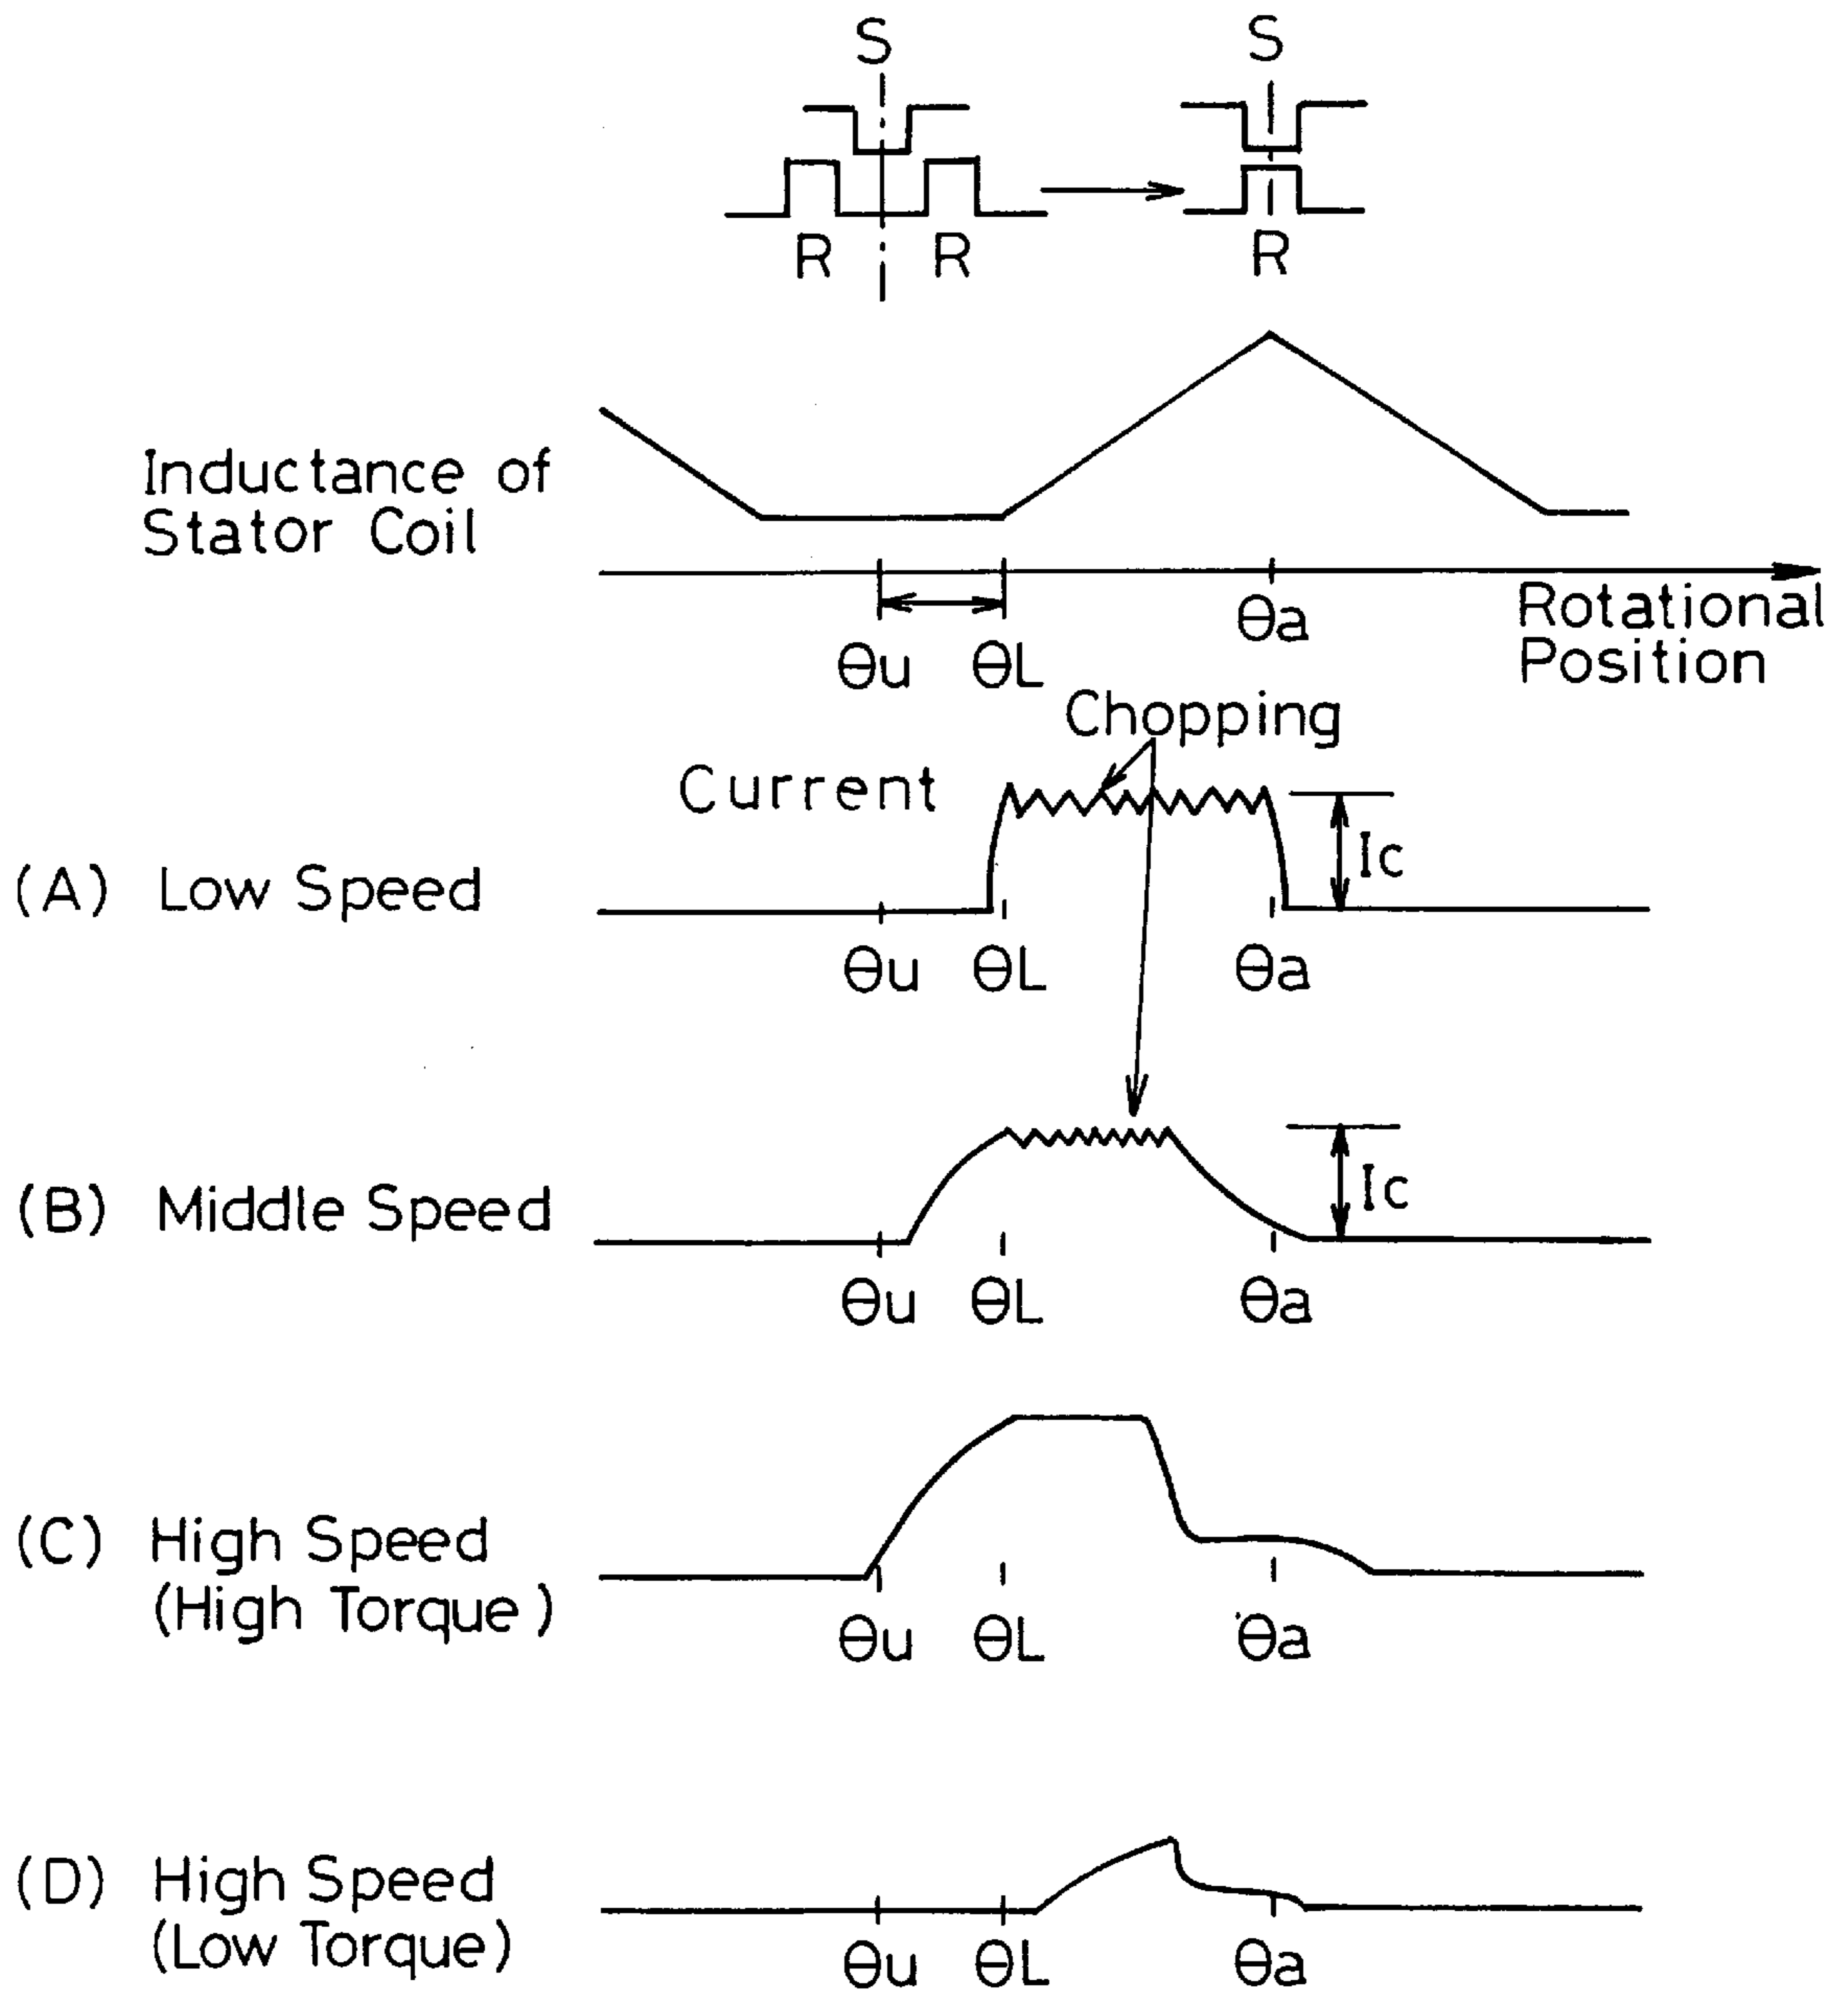 S
S
R
R
R
Inductance of
Stator Coil
Θu
ΘL
Θa
Rotational
Position
Chopping
Current
(A) Low Speed
Ic
Θu
ΘL
Θa
(B) Middle Speed
Ic
Θu
ΘL
Θa
(C) High Speed
(High Torque)
Θu
ΘL
Θa
(D) High Speed
(Low Torque)
Θu
ΘL
Θa